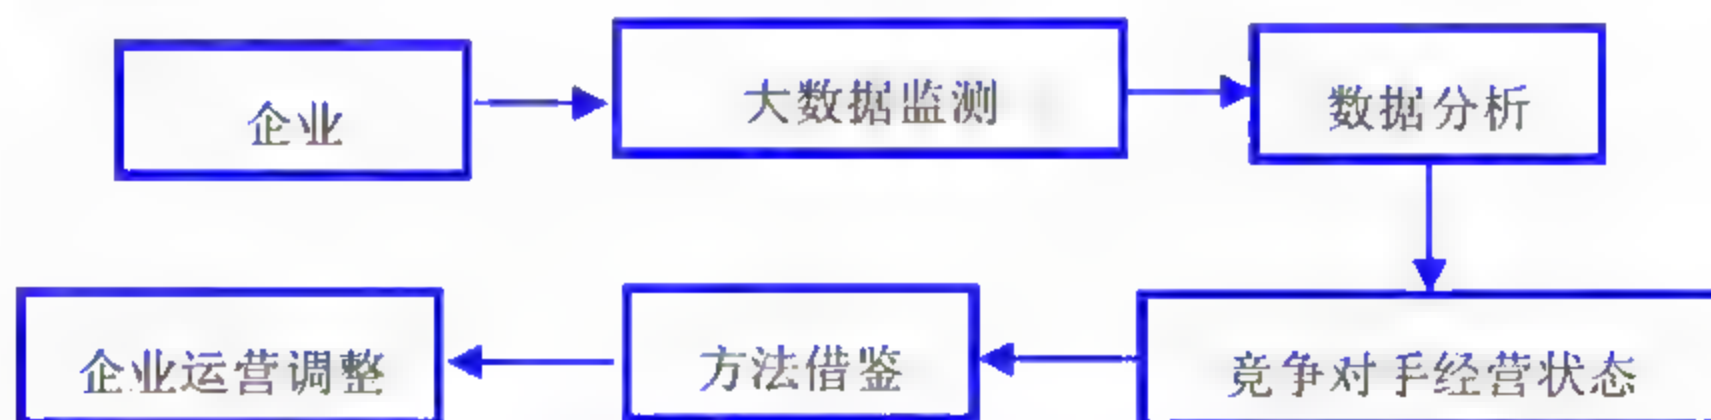 企业
大数据监测
数据分析
企业运营调整
方法借鉴
竞争对手经营状态